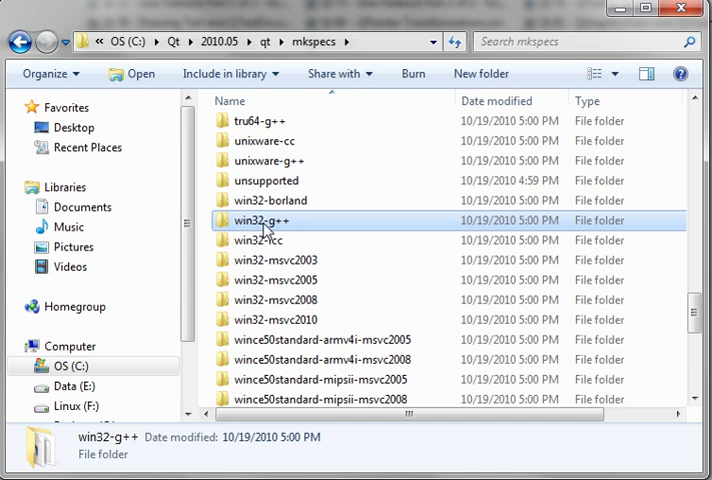 OS (C:) Qt 2010.05 qt mkspecs
Search mkspecs
Organize Open Include in library Share with Burn New folder
Favorites
Desktop
Recent Places
Libraries
Documents
Music
Pictures
Videos
Homegroup
Computer
OS (C:)
Data (E:)
Linux (F:)
Name Date modified Type
tru64-g++ 10/19/2010 5:00 PM File folder
unixware-cc 10/19/2010 5:00 PM File folder
unixware-g++ 10/19/2010 5:00 PM File folder
unsupported 10/19/2010 4:59 PM File folder
win32-borland 10/19/2010 5:00 PM File folder
win32-g++ 10/19/2010 5:00 PM File folder
10/19/2010 5:00 PM File folder
win32-msvc2003 10/19/2010 5:00 PM File folder
win32-msvc2005 10/19/2010 5:00 PM File folder
win32-msvc2008 10/19/2010 5:00 PM File folder
win32-msvc2010 10/19/2010 5:00 PM File folder
wince50standard-armv4i-msvc2005 10/19/2010 5:00 PM File folder
wince50standard-armv4i-msvc2008 10/19/2010 5:00 PM File folder
wince50standard-mipsii-msvc2005 10/19/2010 5:00 PM File folder
wince50standard-mipsii-msvc2008 10/19/2010 5:00 PM File folder
win32-g++ Date modified: 10/19/2010 5:00 PM
File folder